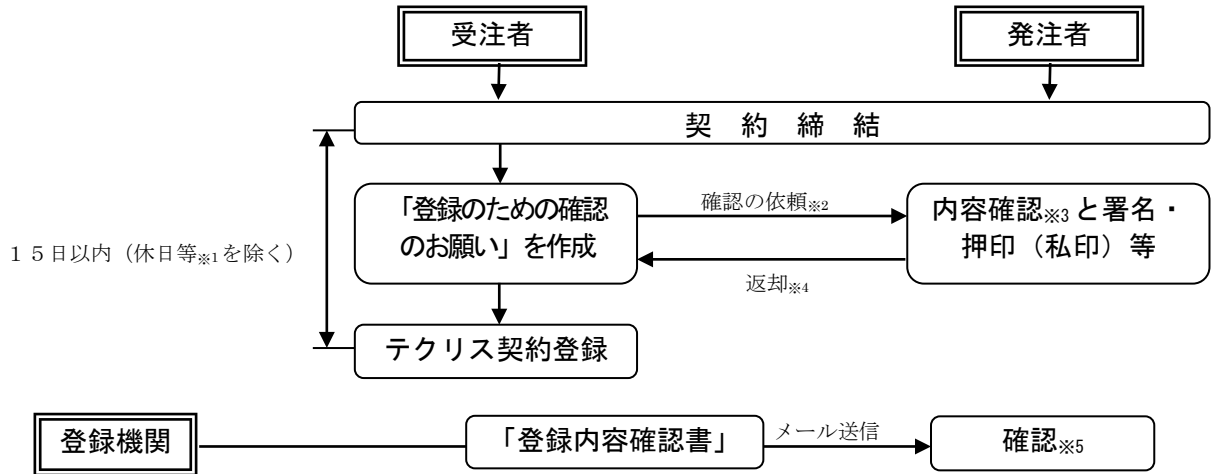 受注者
発注者
契　約　締　結
「登録のための確認
のお願い」を作成
確認の依頼※2
内容確認※3 と署名・
押印（私印）等
１５日以内（休日等※1を除く）
返却※4
テクリス契約登録
登録機関
「登録内容確認書」
メール送信
確認※5